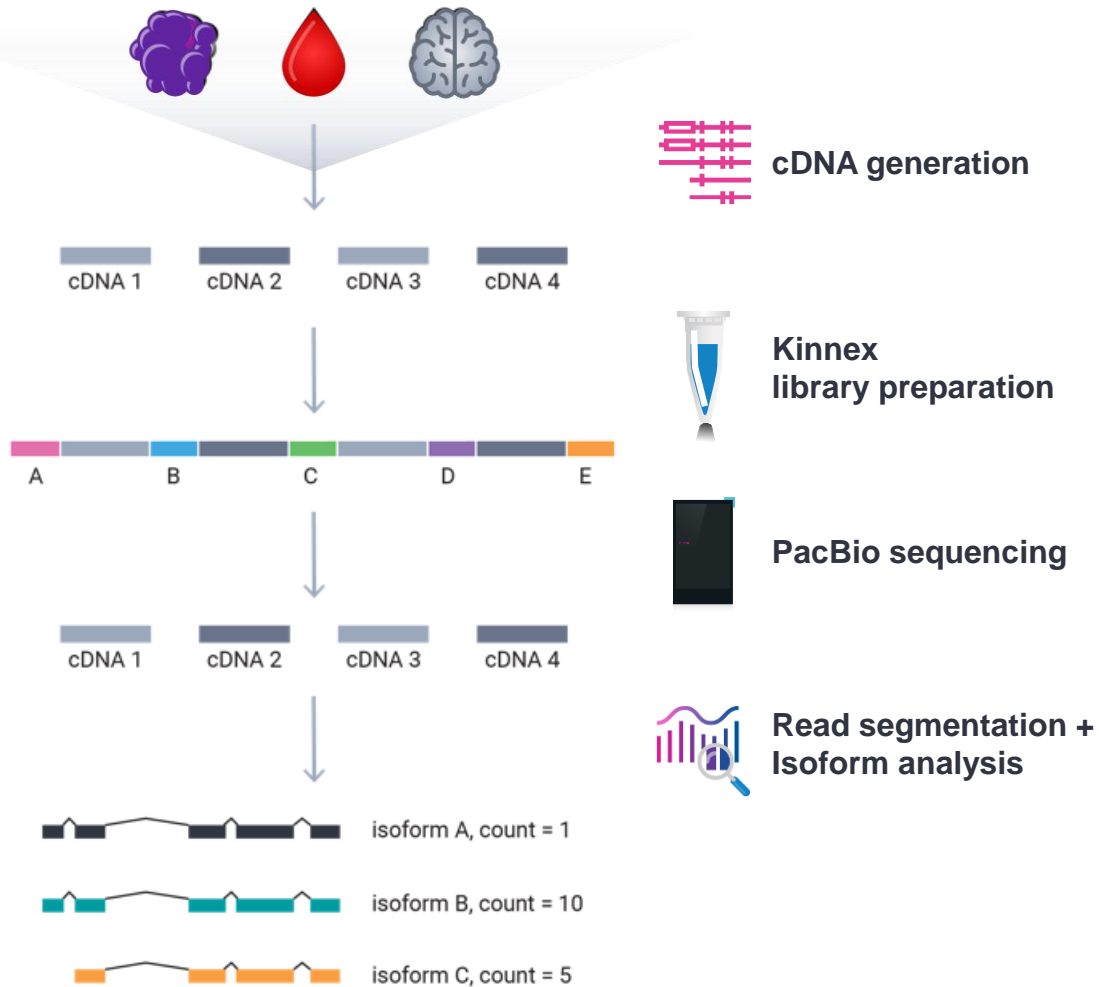 cDNA generation
cDNA 1 cDNA 2 cDNA 3 cDNA 4
Kinnex
library preparation
A B C D E
PacBio sequencing
cDNA 1 cDNA 2 cDNA 3 cDNA 4
Read segmentation +
Isoform analysis
isoform A, count = 1
isoform B, count = 10
isoform C, count = 5